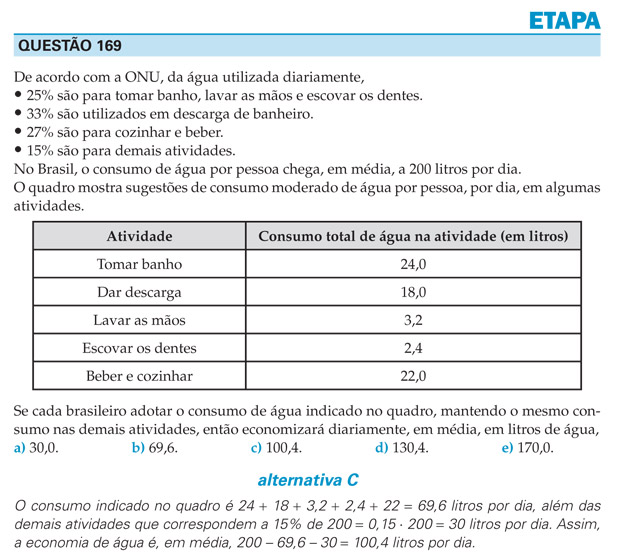 ETAPA
QUESTÃO 169
De acordo com a ONU, da água utilizada diariamente,
• 25% são para tomar banho, lavar as mãos e escovar os dentes.
• 33% são utilizados em descarga de banheiro.
• 27% são para cozinhar e beber.
• 15% são para demais atividades.
No Brasil, o consumo de água por pessoa chega, em média, a 200 litros por dia.
O quadro mostra sugestões de consumo moderado de água por pessoa, por dia, em algumas
atividades.
Atividade Consumo total de água na atividade (em litros)
Tomar banho 24,0
Dar descarga 18,0
Lavar as mãos 3,2
Escovar os dentes 2,4
Beber e cozinhar 22,0
Se cada brasileiro adotar o consumo de água indicado no quadro, mantendo o mesmo con-
sumo nas demais atividades, então economizará diariamente, em média, em litros de água,
a) 30,0. b) 69,6. c) 100,4. d) 130,4. e) 170,0.
alternativa C
O consumo indicado no quadro é 24 + 18 + 3,2 + 2,4 + 22 = 69,6 litros por dia, além das
demais atividades que correspondem a 15% de 200 = 0,15 · 200 = 30 litros por dia. Assim,
a economia de água é, em média, 200 – 69,6 – 30 = 100,4 litros por dia.